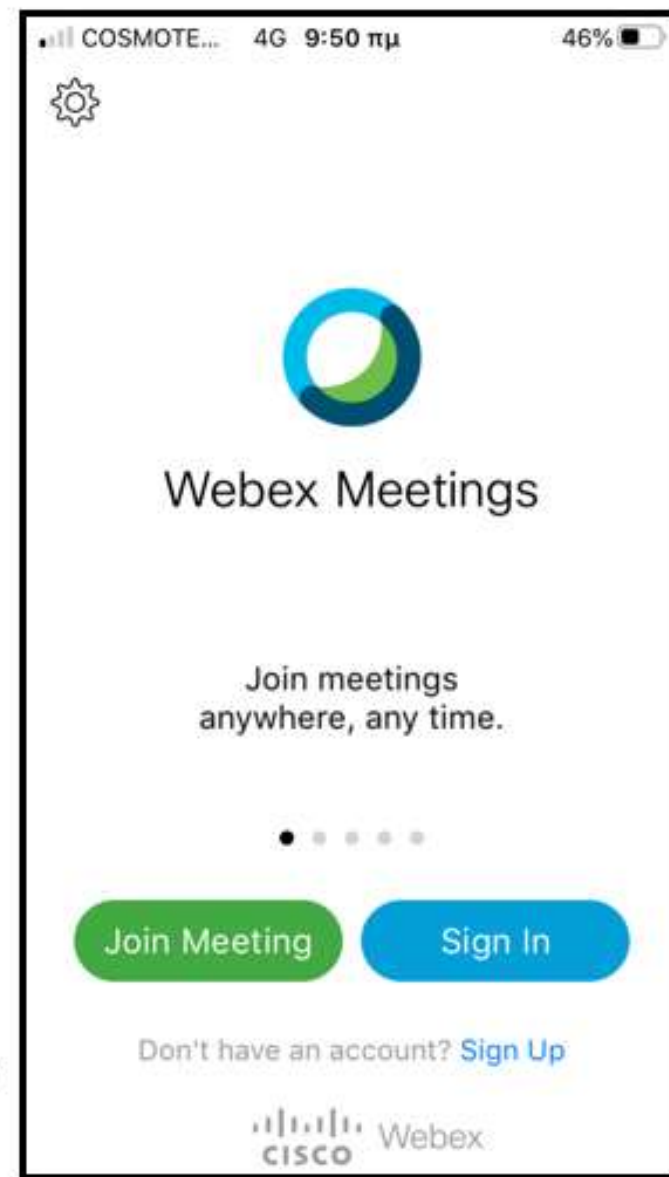 COSMOTE... 4G 9:50 πμ 46%
Webex Meetings
Join meetings
anywhere, any time.
Join Meeting Sign In
Don't have an account? Sign Up
CISCO Webex